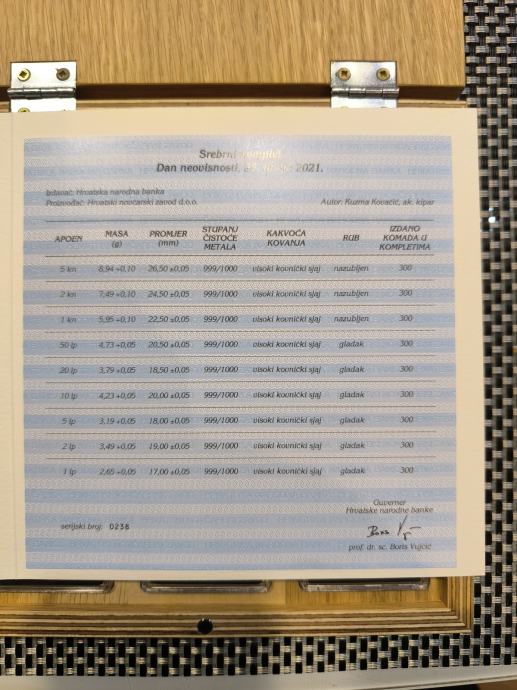 Srebrni komplet
Dan neovisnosti, 2021.
Izdavač: Hrvatska narodna banka
Proizvođač: Hrvatski novčarski zavod d.o.o. Autor: Kuzma Kovačić, ak. kipar
APOEN MASA (g) PROMJER (mm) STUPANJ ČISTOĆE METALA KAKVOĆA KOVANJA RUB IZDANO KOMADA U KOMPLETIMA
5 kn 8,94 ±0,10 26,50 ±0,05 999/1000 visoki kovnički sjaj nazubljen 300
2 kn 7,49 ±0,10 24,50 ±0,05 999/1000 visoki kovnički sjaj nazubljen 300
1 kn 5,95 ±0,10 22,50 ±0,05 999/1000 visoki kovnički sjaj nazubljen 300
50 lp 4,73 ±0,05 20,50 ±0,05 999/1000 visoki kovnički sjaj gladak 300
20 lp 3,79 ±0,05 18,50 ±0,05 999/1000 visoki kovnički sjaj gladak 300
10 lp 4,23 ±0,05 20,00 ±0,05 999/1000 visoki kovnički sjaj gladak 300
5 lp 3,19 ±0,05 18,00 ±0,05 999/1000 visoki kovnički sjaj gladak 300
2 lp 3,49 ±0,05 19,00 ±0,05 999/1000 visoki kovnički sjaj gladak 300
1 lp 2,65 ±0,05 17,00 ±0,05 999/1000 visoki kovnički sjaj gladak 300
Guverner
Hrvatske narodne banke
serijski broj: 0238
prof. dr. sc. Boris Vujčić